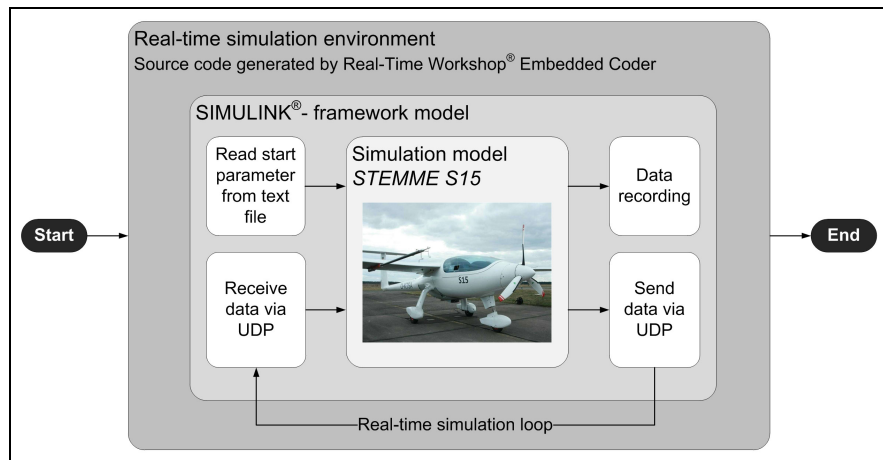 Real-time simulation environment
Source code generated by Real-Time Workshop® Embedded Coder
SIMULINK®- framework model
Read start
parameter
from text
file
Simulation model
STEMME S15
Data
recording
Start
End
Receive
data via
UDP
S15
Send
data via
UDP
Real-time simulation loop